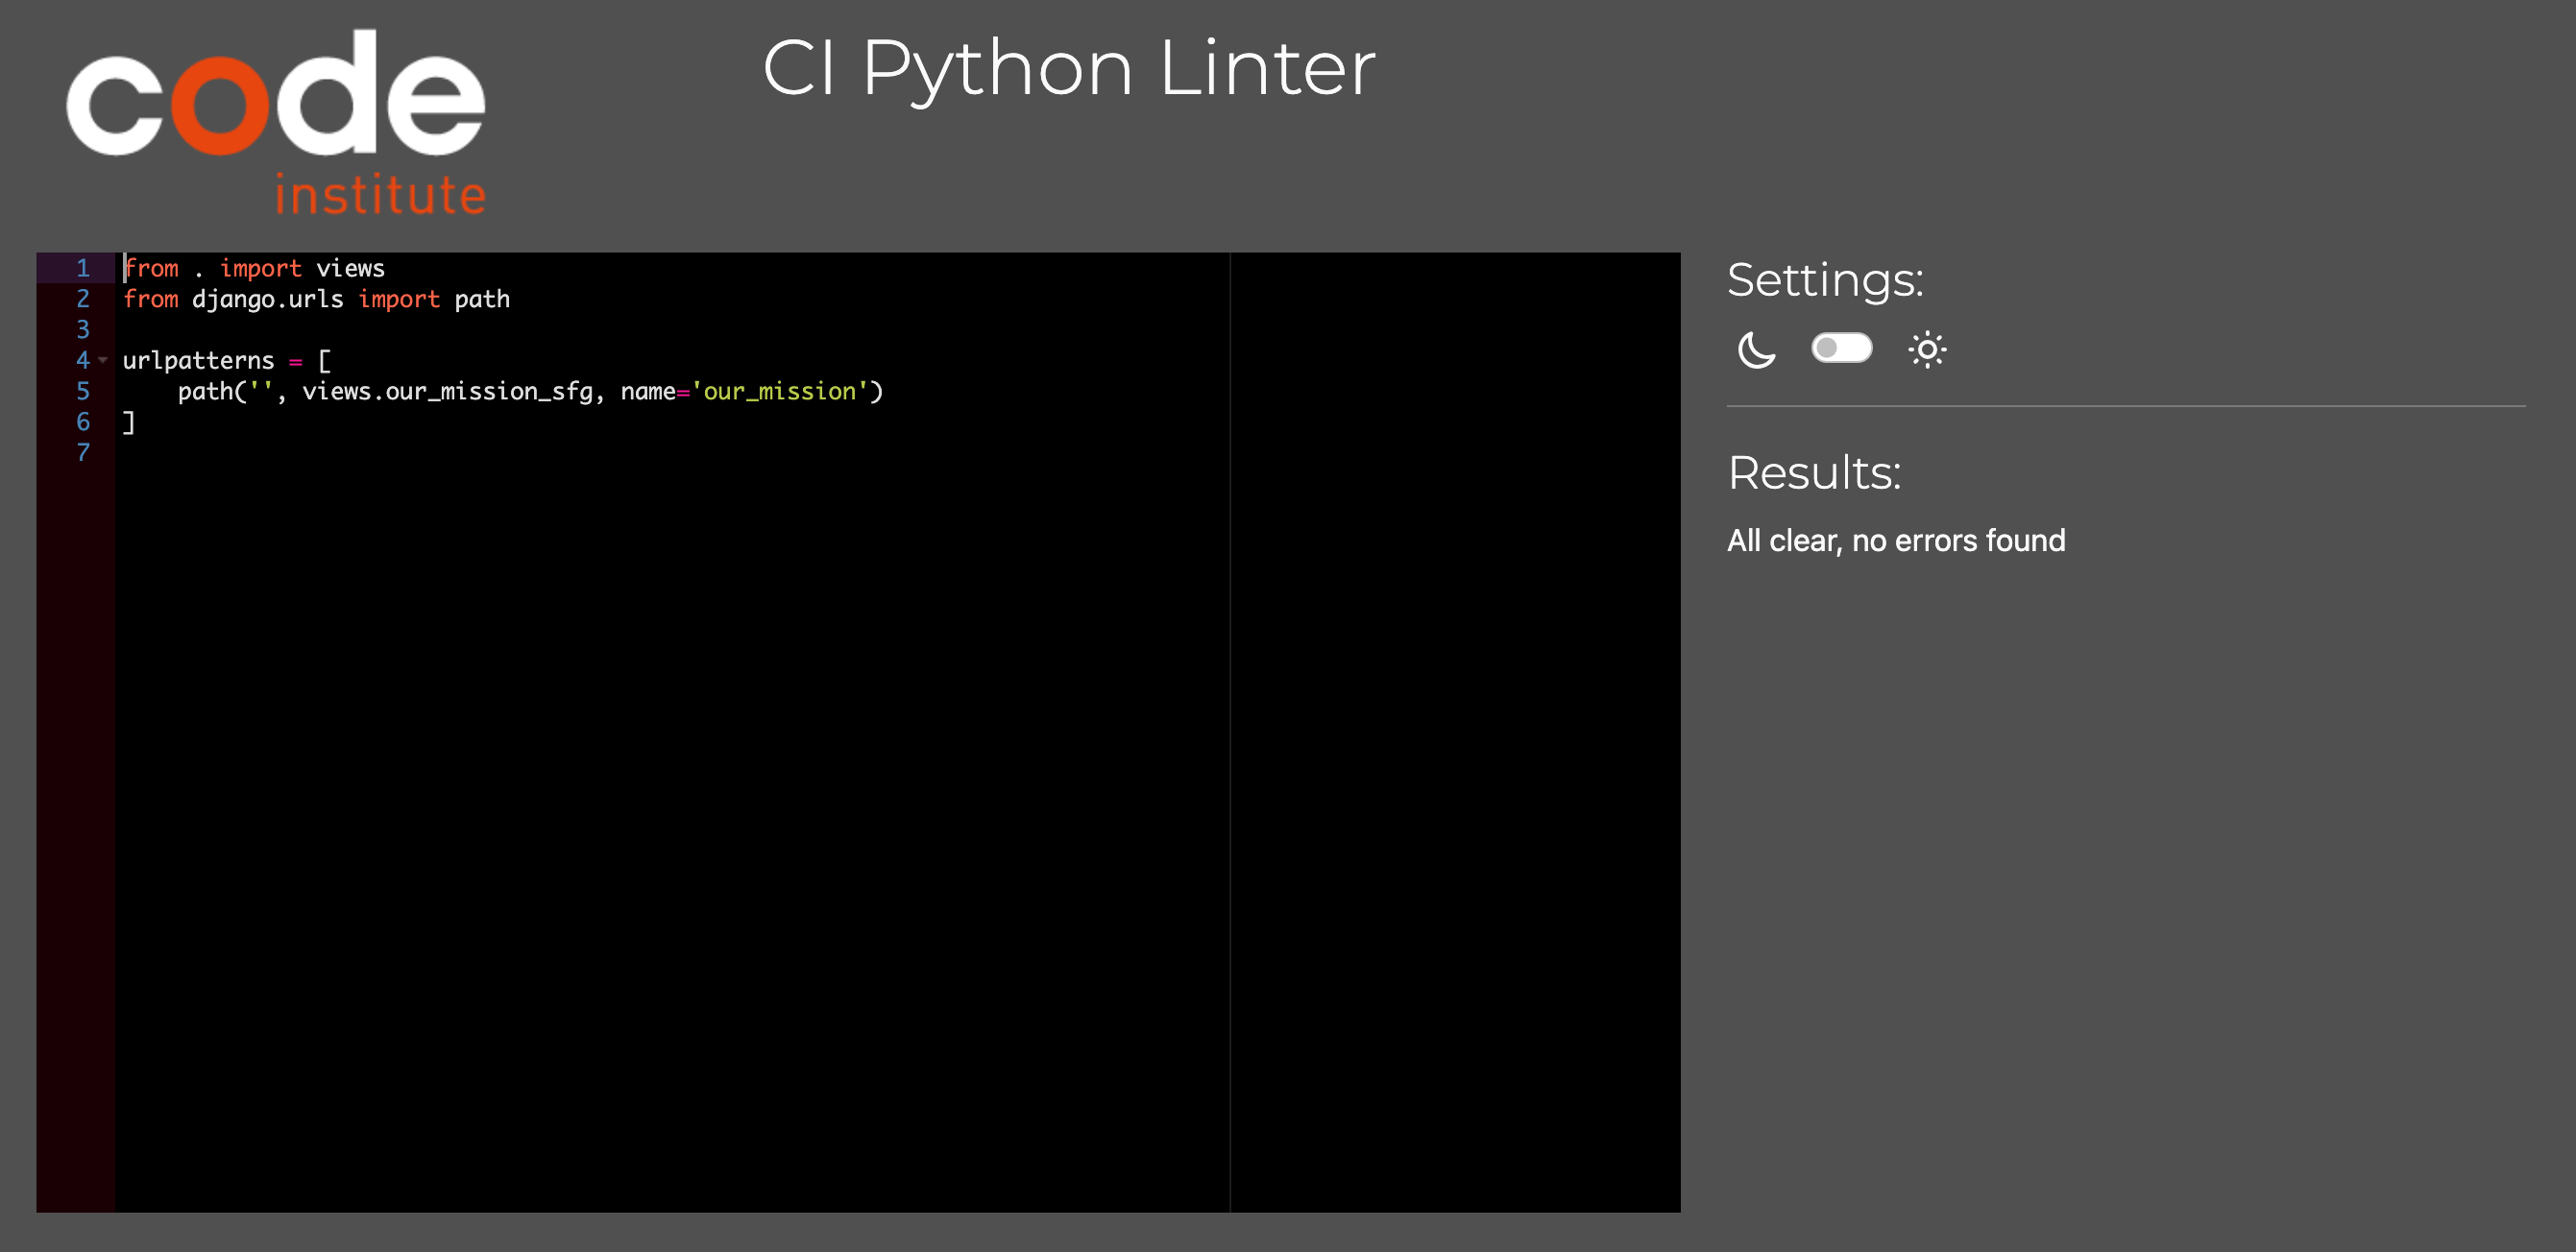 code
institute
CI Python Linter
1 from . import views
2 from django.urls import path
3
4 urlpatterns = [
5     path('', views.our_mission_sfg, name='our_mission')
6 ]
7
Settings:
Results:
All clear, no errors found